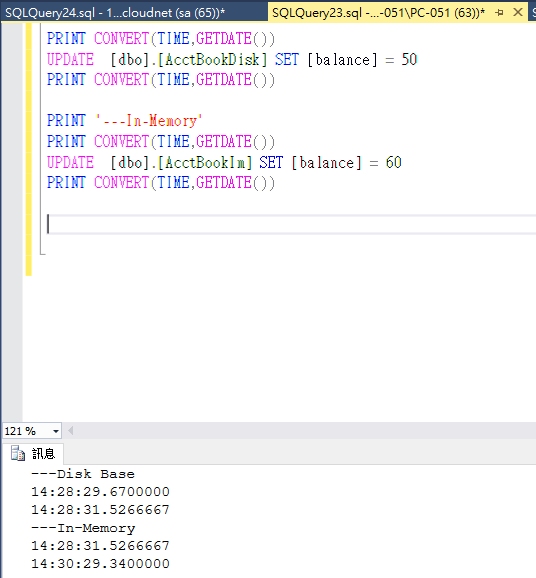 SQLQuery24.sql - 1...cloudnet (sa (65))* SQLQuery23.sql -...-051\PC-051 (63))*
PRINT CONVERT(TIME,GETDATE())
UPDATE [dbo].[AcctBookDisk] SET [balance] = 50
PRINT CONVERT(TIME,GETDATE())
PRINT '---In-Memory'
PRINT CONVERT(TIME,GETDATE())
UPDATE [dbo].[AcctBookIm] SET [balance] = 60
PRINT CONVERT(TIME,GETDATE())
121 %
訊息
---Disk Base
14:28:29.6700000
14:28:31.5266667
---In-Memory
14:28:31.5266667
14:30:29.3400000